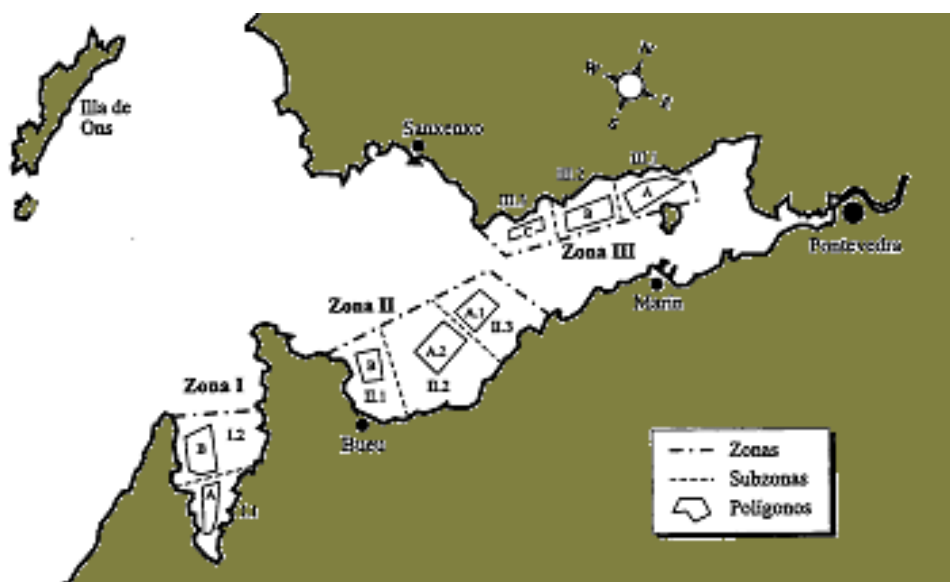 Illa de
Ons
Sanxenxo
N
W
E
S
III.1
III.2
III.3
A
B
C
Zona III
Pontevedra
Marín
Zona II
A.1
II.3
A.2
II.2
B
II.1
Bueu
Zona I
I.2
B
A
I.1
Zonas
Subzonas
Polígonos